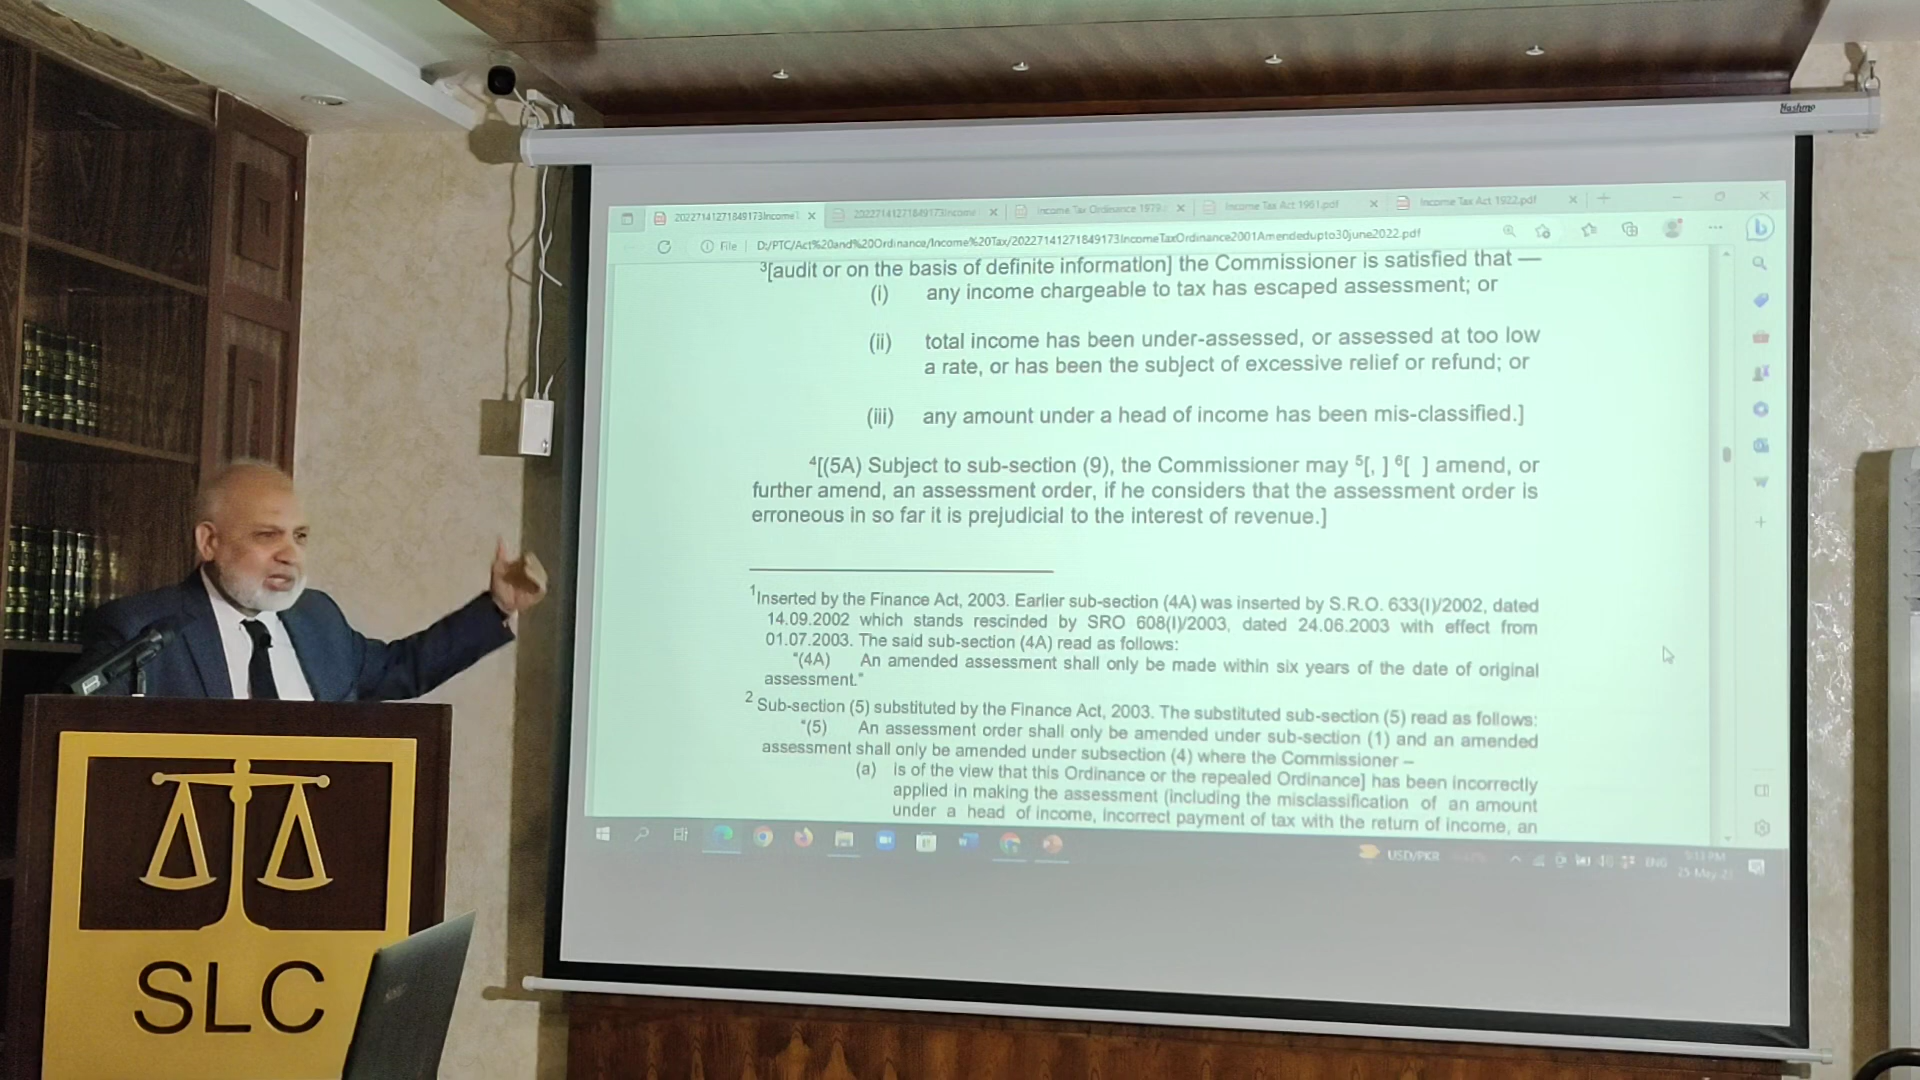 Nashmo
20227141271849173Income
20227141271849173Income
Income Tax Ordinance 1979
Income Tax Act 1961.pdf
Income Tax Act 1922.pdf
File | D:/PTC/Act%20and%20Ordinance/Income%20Tax/20227141271849173IncomeTaxOrdinance2001Amendedupto30june2022.pdf
³[audit or on the basis of definite information] the Commissioner is satisfied that —
(i) any income chargeable to tax has escaped assessment; or
(ii) total income has been under-assessed, or assessed at too low
a rate, or has been the subject of excessive relief or refund; or
(iii) any amount under a head of income has been mis-classified.]
⁴[(5A) Subject to sub-section (9), the Commissioner may ⁵[, ] ⁶[ ] amend, or
further amend, an assessment order, if he considers that the assessment order is
erroneous in so far it is prejudicial to the interest of revenue.]
¹Inserted by the Finance Act, 2003. Earlier sub-section (4A) was inserted by S.R.O. 633(I)/2002, dated
14.09.2002 which stands rescinded by SRO 608(I)/2003, dated 24.06.2003 with effect from
01.07.2003. The said sub-section (4A) read as follows:
"(4A) An amended assessment shall only be made within six years of the date of original
assessment."
² Sub-section (5) substituted by the Finance Act, 2003. The substituted sub-section (5) read as follows:
"(5) An assessment order shall only be amended under sub-section (1) and an amended
assessment shall only be amended under subsection (4) where the Commissioner –
(a) is of the view that this Ordinance or the repealed Ordinance] has been incorrectly
applied in making the assessment (including the misclassification of an amount
under a head of income, incorrect payment of tax with the return of income, an
USD/PKR
ENG
25-May-2
SLC